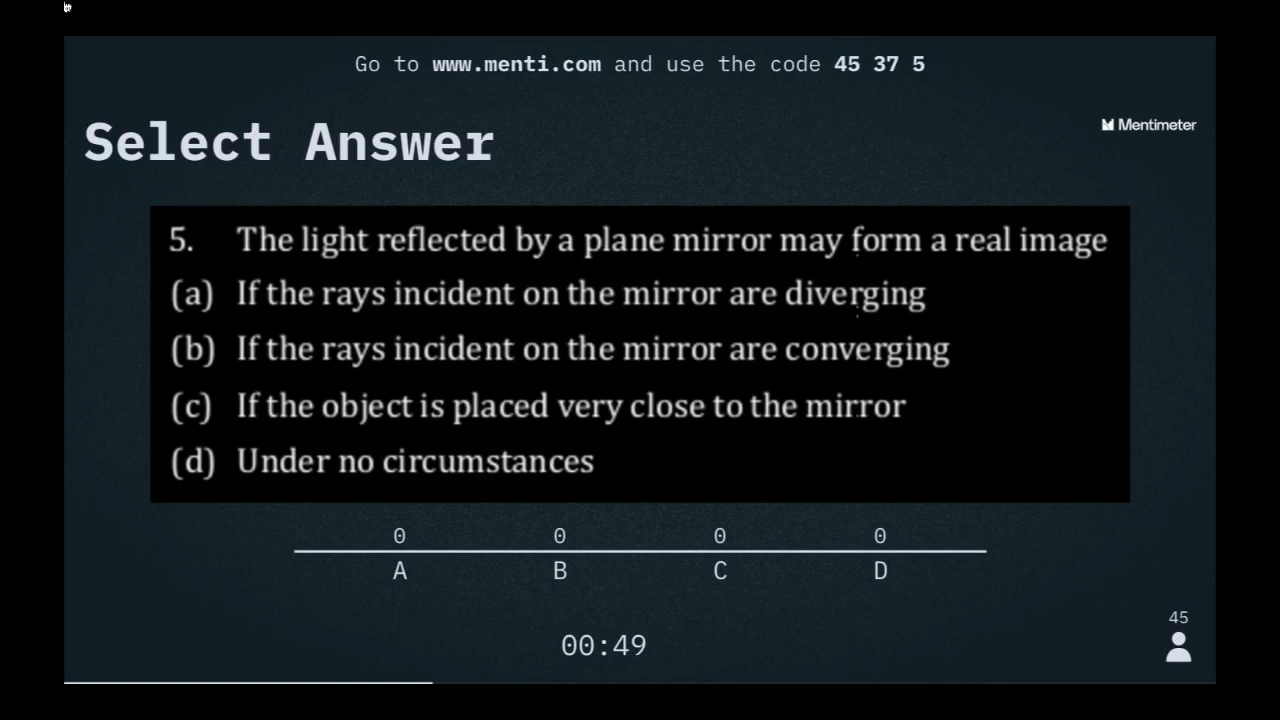 Go to www.menti.com and use the code 45 37 5
Mentimeter
Select Answer
5. The light reflected by a plane mirror may form a real image
(a) If the rays incident on the mirror are diverging
(b) If the rays incident on the mirror are converging
(c) If the object is placed very close to the mirror
(d) Under no circumstances
0 0 0 0
A B C D
45
00:49